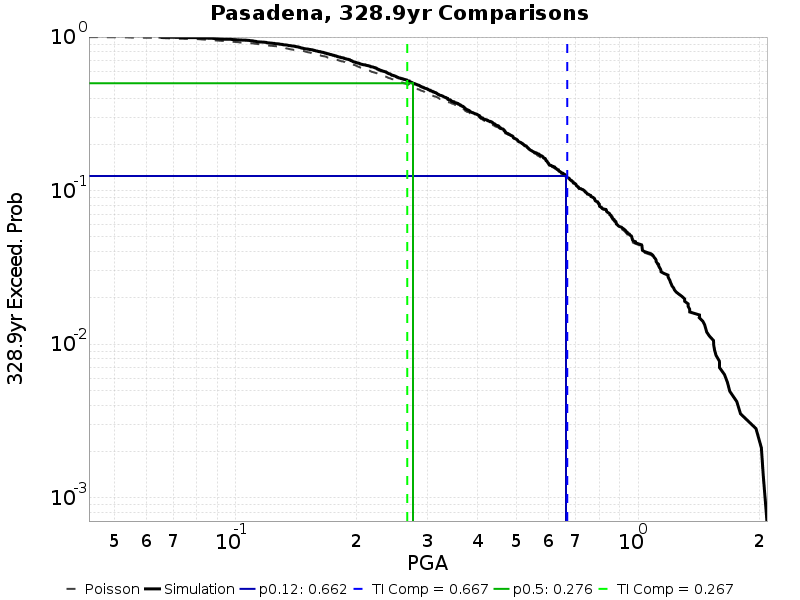 Pasadena, 328.9yr Comparisons
328.9yr Exceed. Prob
10^0
10^-1
10^-2
10^-3
5 6 7 10^-1 2 3 4 5 6 7 10^0 2
PGA
Poisson Simulation p0.12: 0.662 TI Comp = 0.667 p0.5: 0.276 TI Comp = 0.267